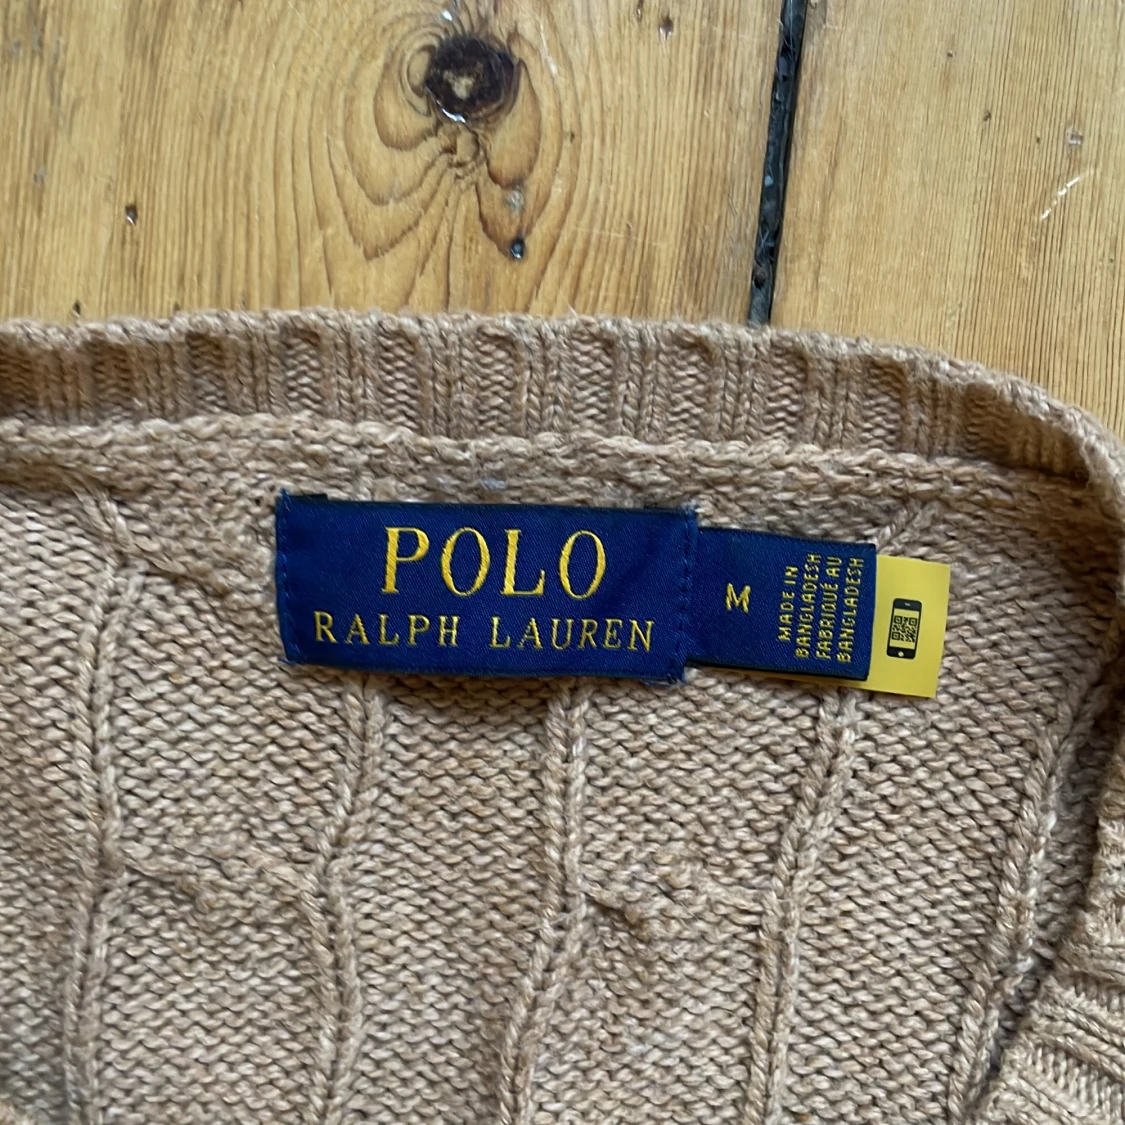 POLO
RALPH LAUREN
M
MADE IN
BANGLADESH
FABRIQUÉ AU
BANGLADESH